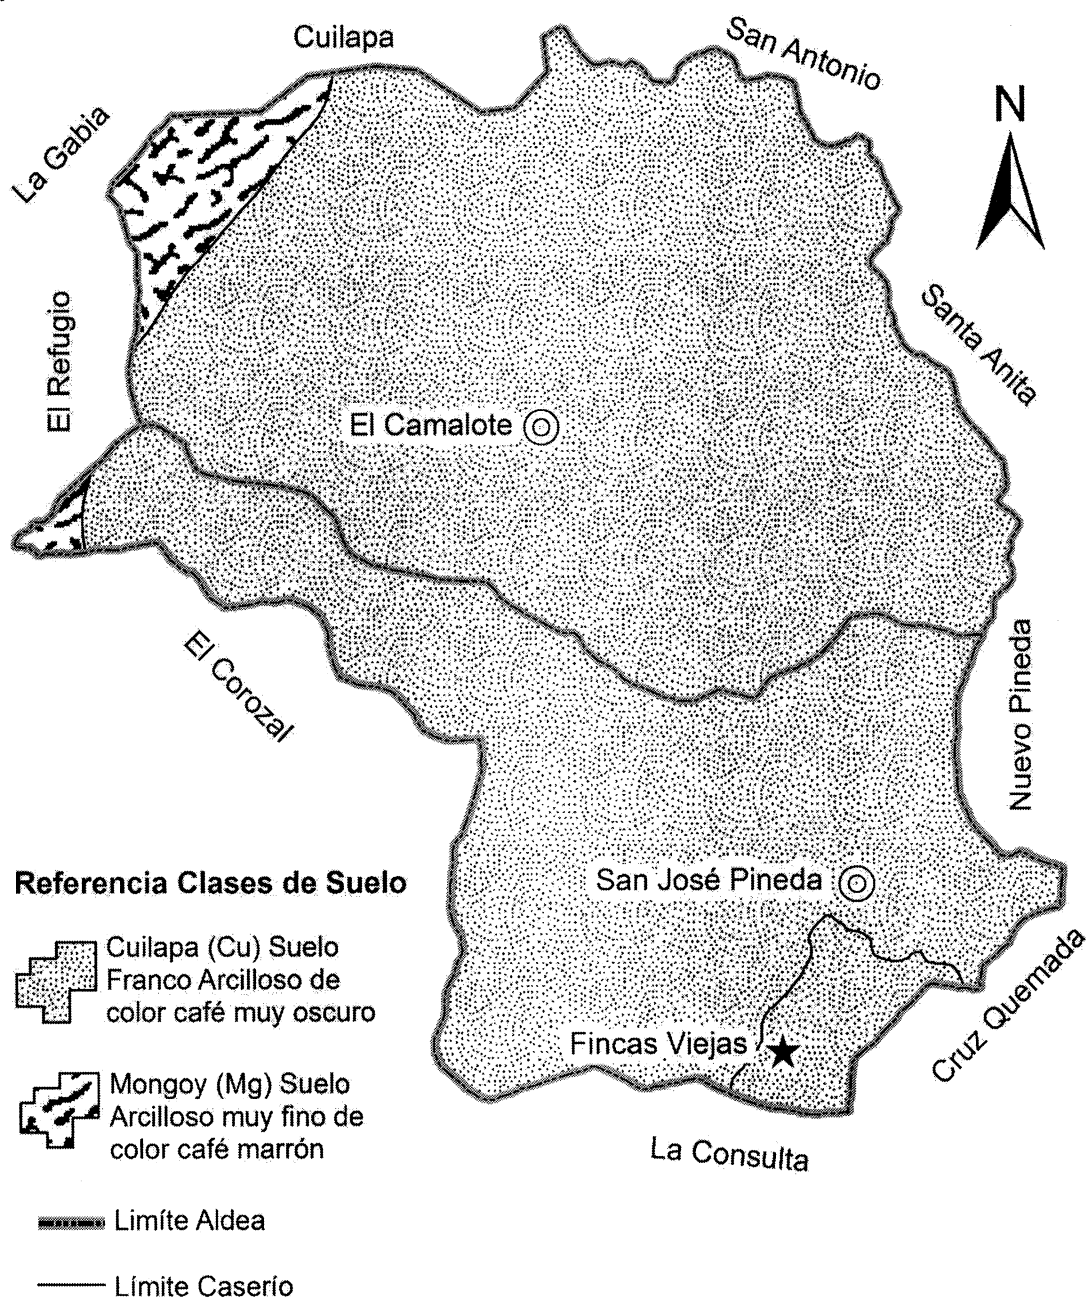 Cuilapa
San Antonio
La Gabia
N
El Refugio
Santa Anita
El Camalote
El Corozal
Nuevo Pineda
San José Pineda
Cruz Quemada
Fincas Viejas
La Consulta
Referencia Clases de Suelo
Cuilapa (Cu) Suelo
Franco Arcilloso de
color café muy oscuro
Mongoy (Mg) Suelo
Arcilloso muy fino de
color café marrón
Limíte Aldea
Límite Caserío